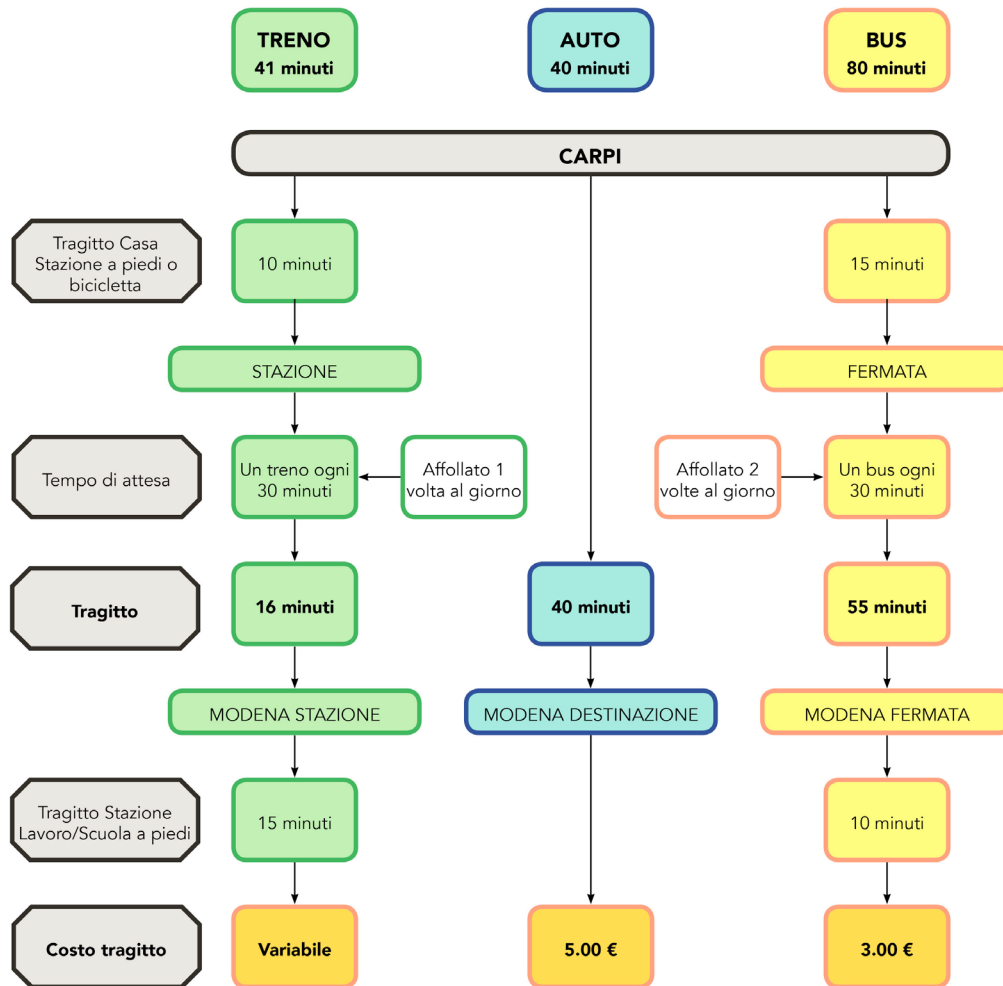 TRENO
41 minuti
AUTO
40 minuti
BUS
80 minuti
CARPI
Tragitto Casa
Stazione a piedi o
bicicletta
10 minuti
15 minuti
STAZIONE
FERMATA
Tempo di attesa
Un treno ogni
30 minuti
Affollato 1
volta al giorno
Affollato 2
volte al giorno
Un bus ogni
30 minuti
Tragitto
16 minuti
40 minuti
55 minuti
MODENA STAZIONE
MODENA DESTINAZIONE
MODENA FERMATA
Tragitto Stazione
Lavoro/Scuola a piedi
15 minuti
10 minuti
Costo tragitto
Variabile
5.00 €
3.00 €